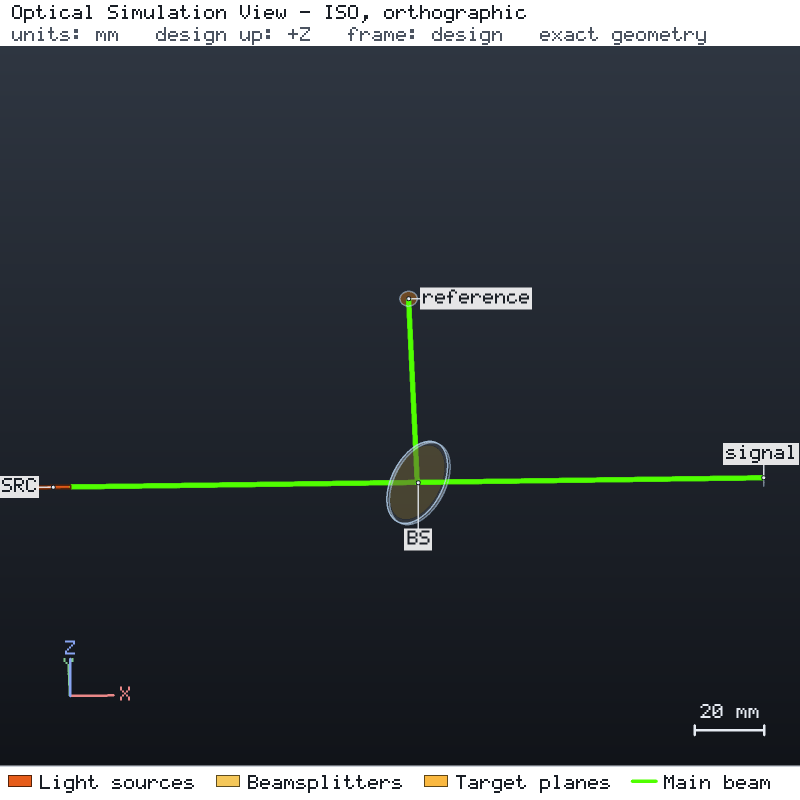 Optical Simulation View - ISO, orthographic
units: mm   design up: +Z   frame: design   exact geometry
reference
signal
SRC
BS
Z
Y
X
20 mm
Light sources   Beamsplitters   Target planes   Main beam